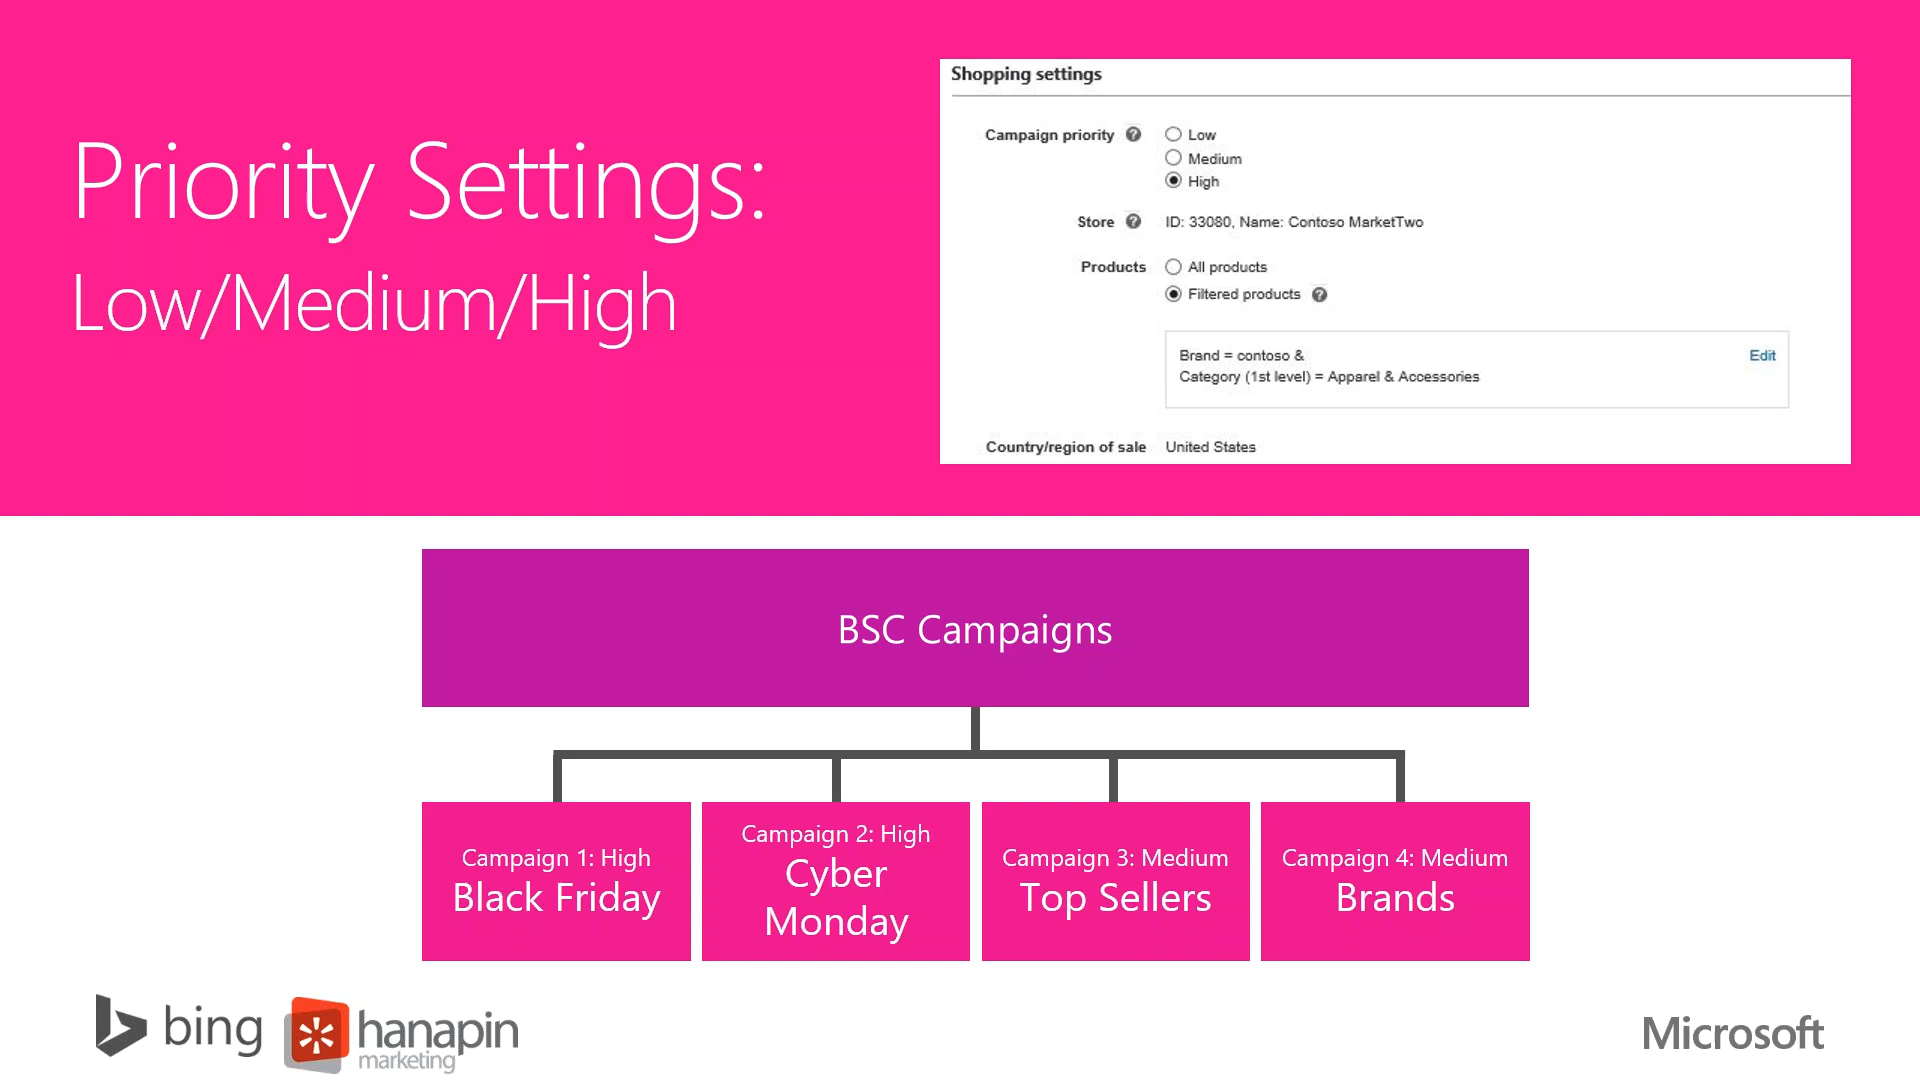 Priority Settings:
Low/Medium/High
Shopping settings
Campaign priority ? Low
Medium
High
Store ? ID: 33080, Name: Contoso MarketTwo
Products All products
Filtered products ?
Brand = contoso & Edit
Category (1st level) = Apparel & Accessories
Country/region of sale United States
BSC Campaigns
Campaign 1: High
Black Friday
Campaign 2: High
Cyber
Monday
Campaign 3: Medium
Top Sellers
Campaign 4: Medium
Brands
bing
hanapin
marketing
Microsoft